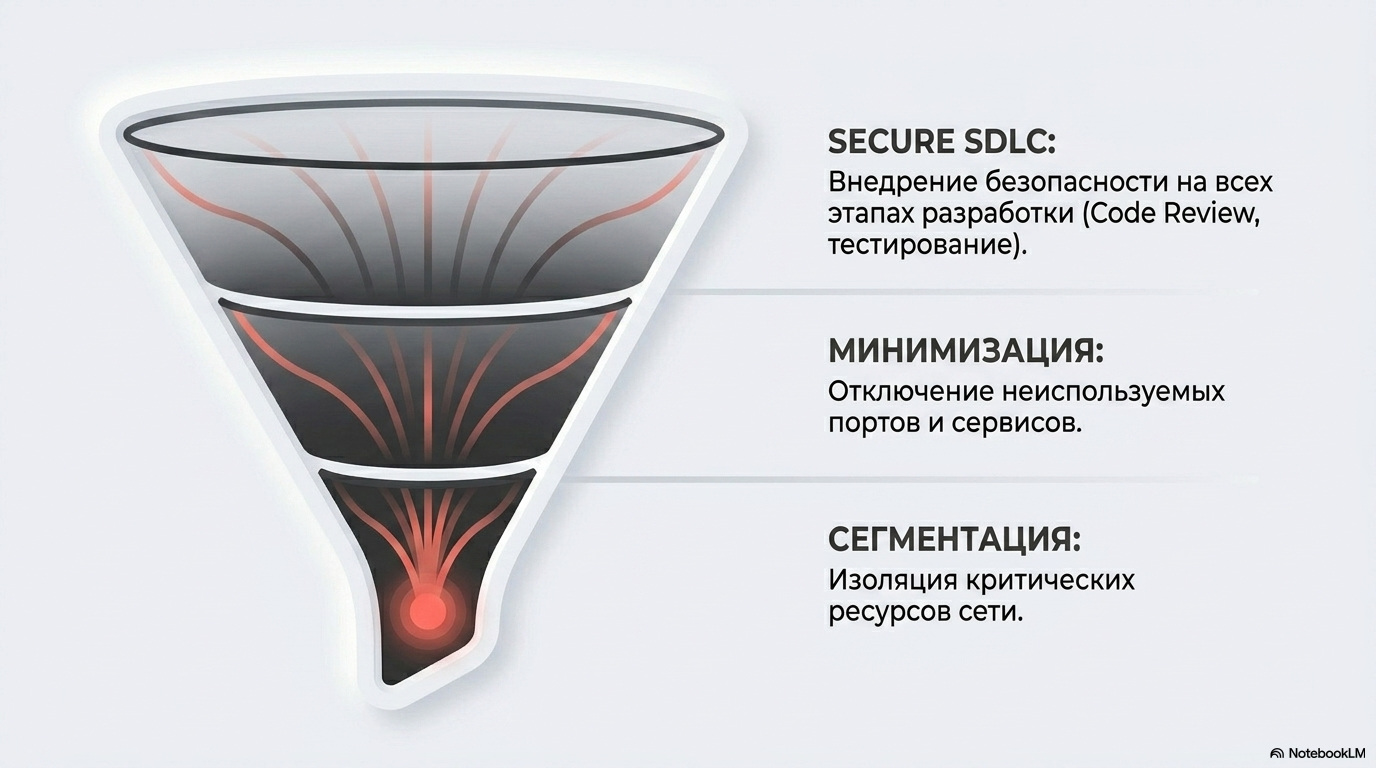 SECURE SDLC:
Внедрение безопасности на всех
этапах разработки (Code Review,
тестирование).
МИНИМИЗАЦИЯ:
Отключение неиспользуемых
портов и сервисов.
СЕГМЕНТАЦИЯ:
Изоляция критических
ресурсов сети.
NotebookLM